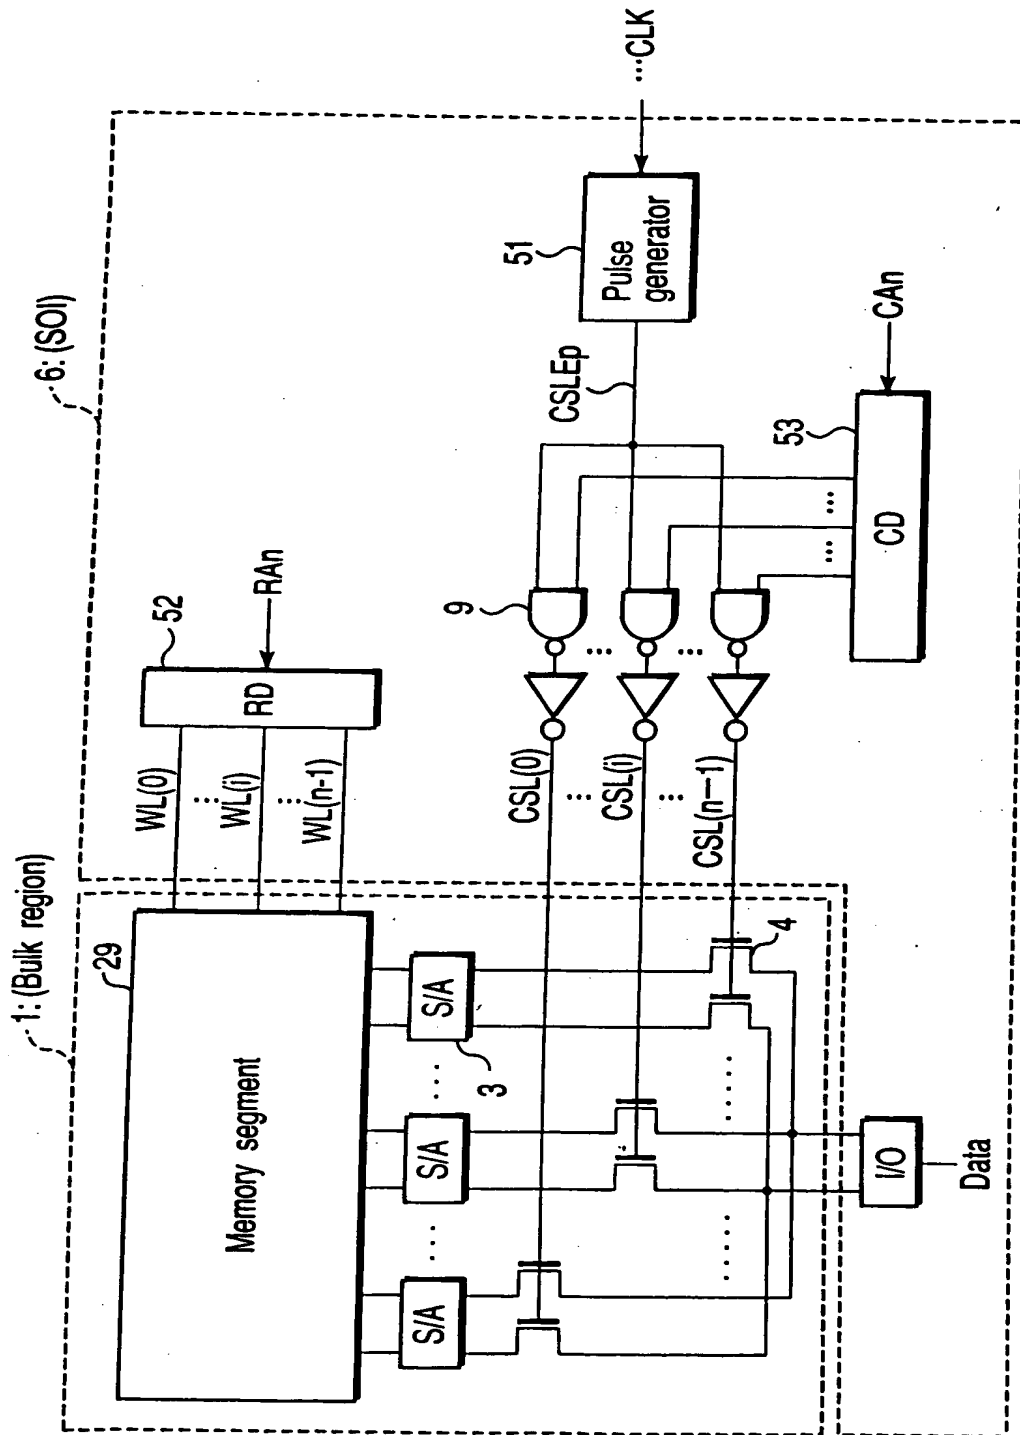 1: (Bulk region)
6: (SOI)
29
Memory segment
WL(0)
...
WL(i)
...
WL(n-1)
52
RD
RAn
S/A
....
S/A
....
S/A
3
CSL(0)
...
CSL(i)
...
CSL(n—1)
9
...
...
CSLEp
51
Pulse
generator
...CLK
4
......
......
53
CD
...
...
CAn
I/O
Data